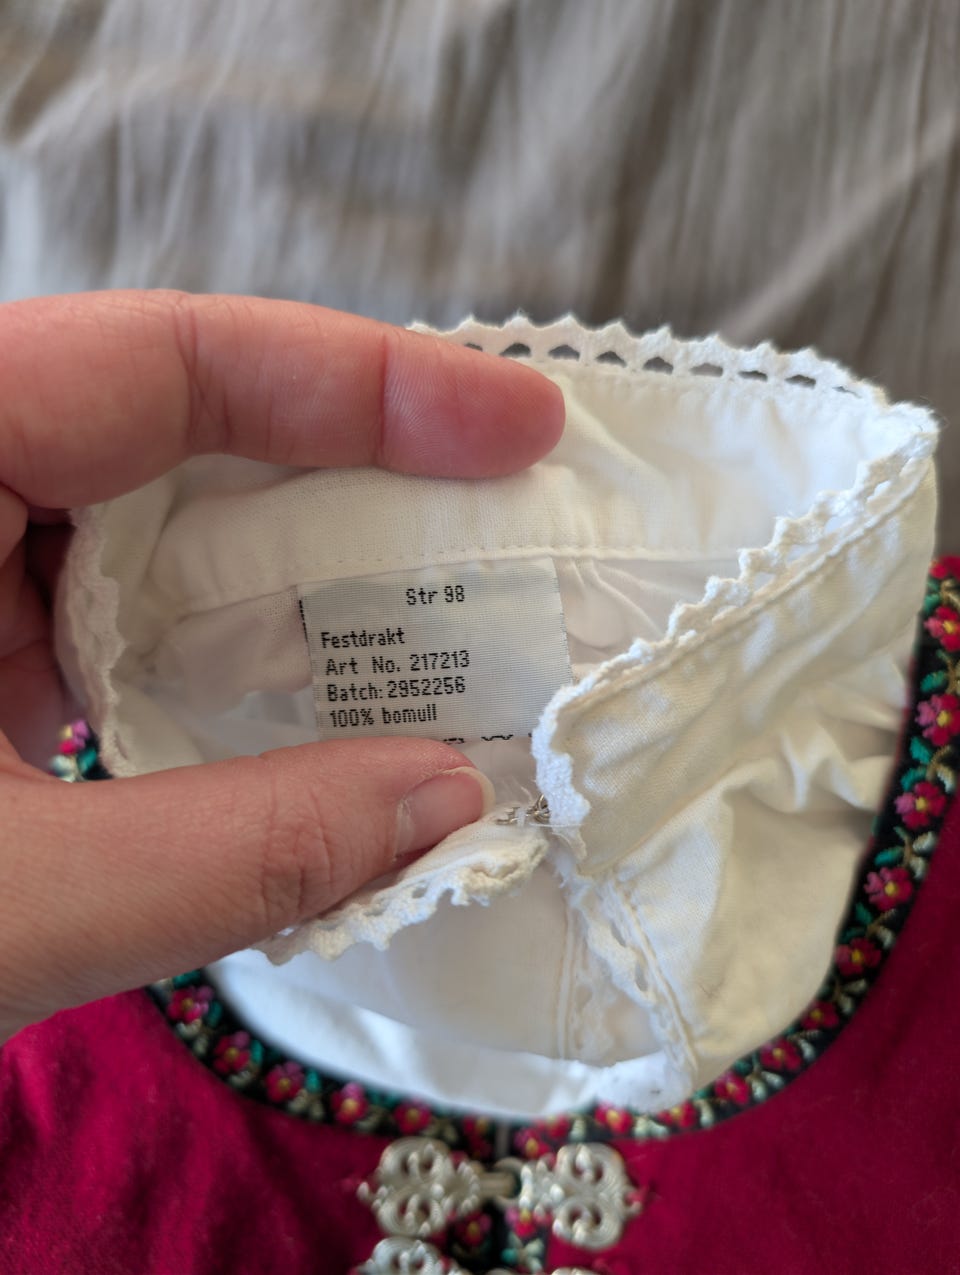 Str 98
Festdrakt
Art No. 217213
Batch: 2952256
100% bomull